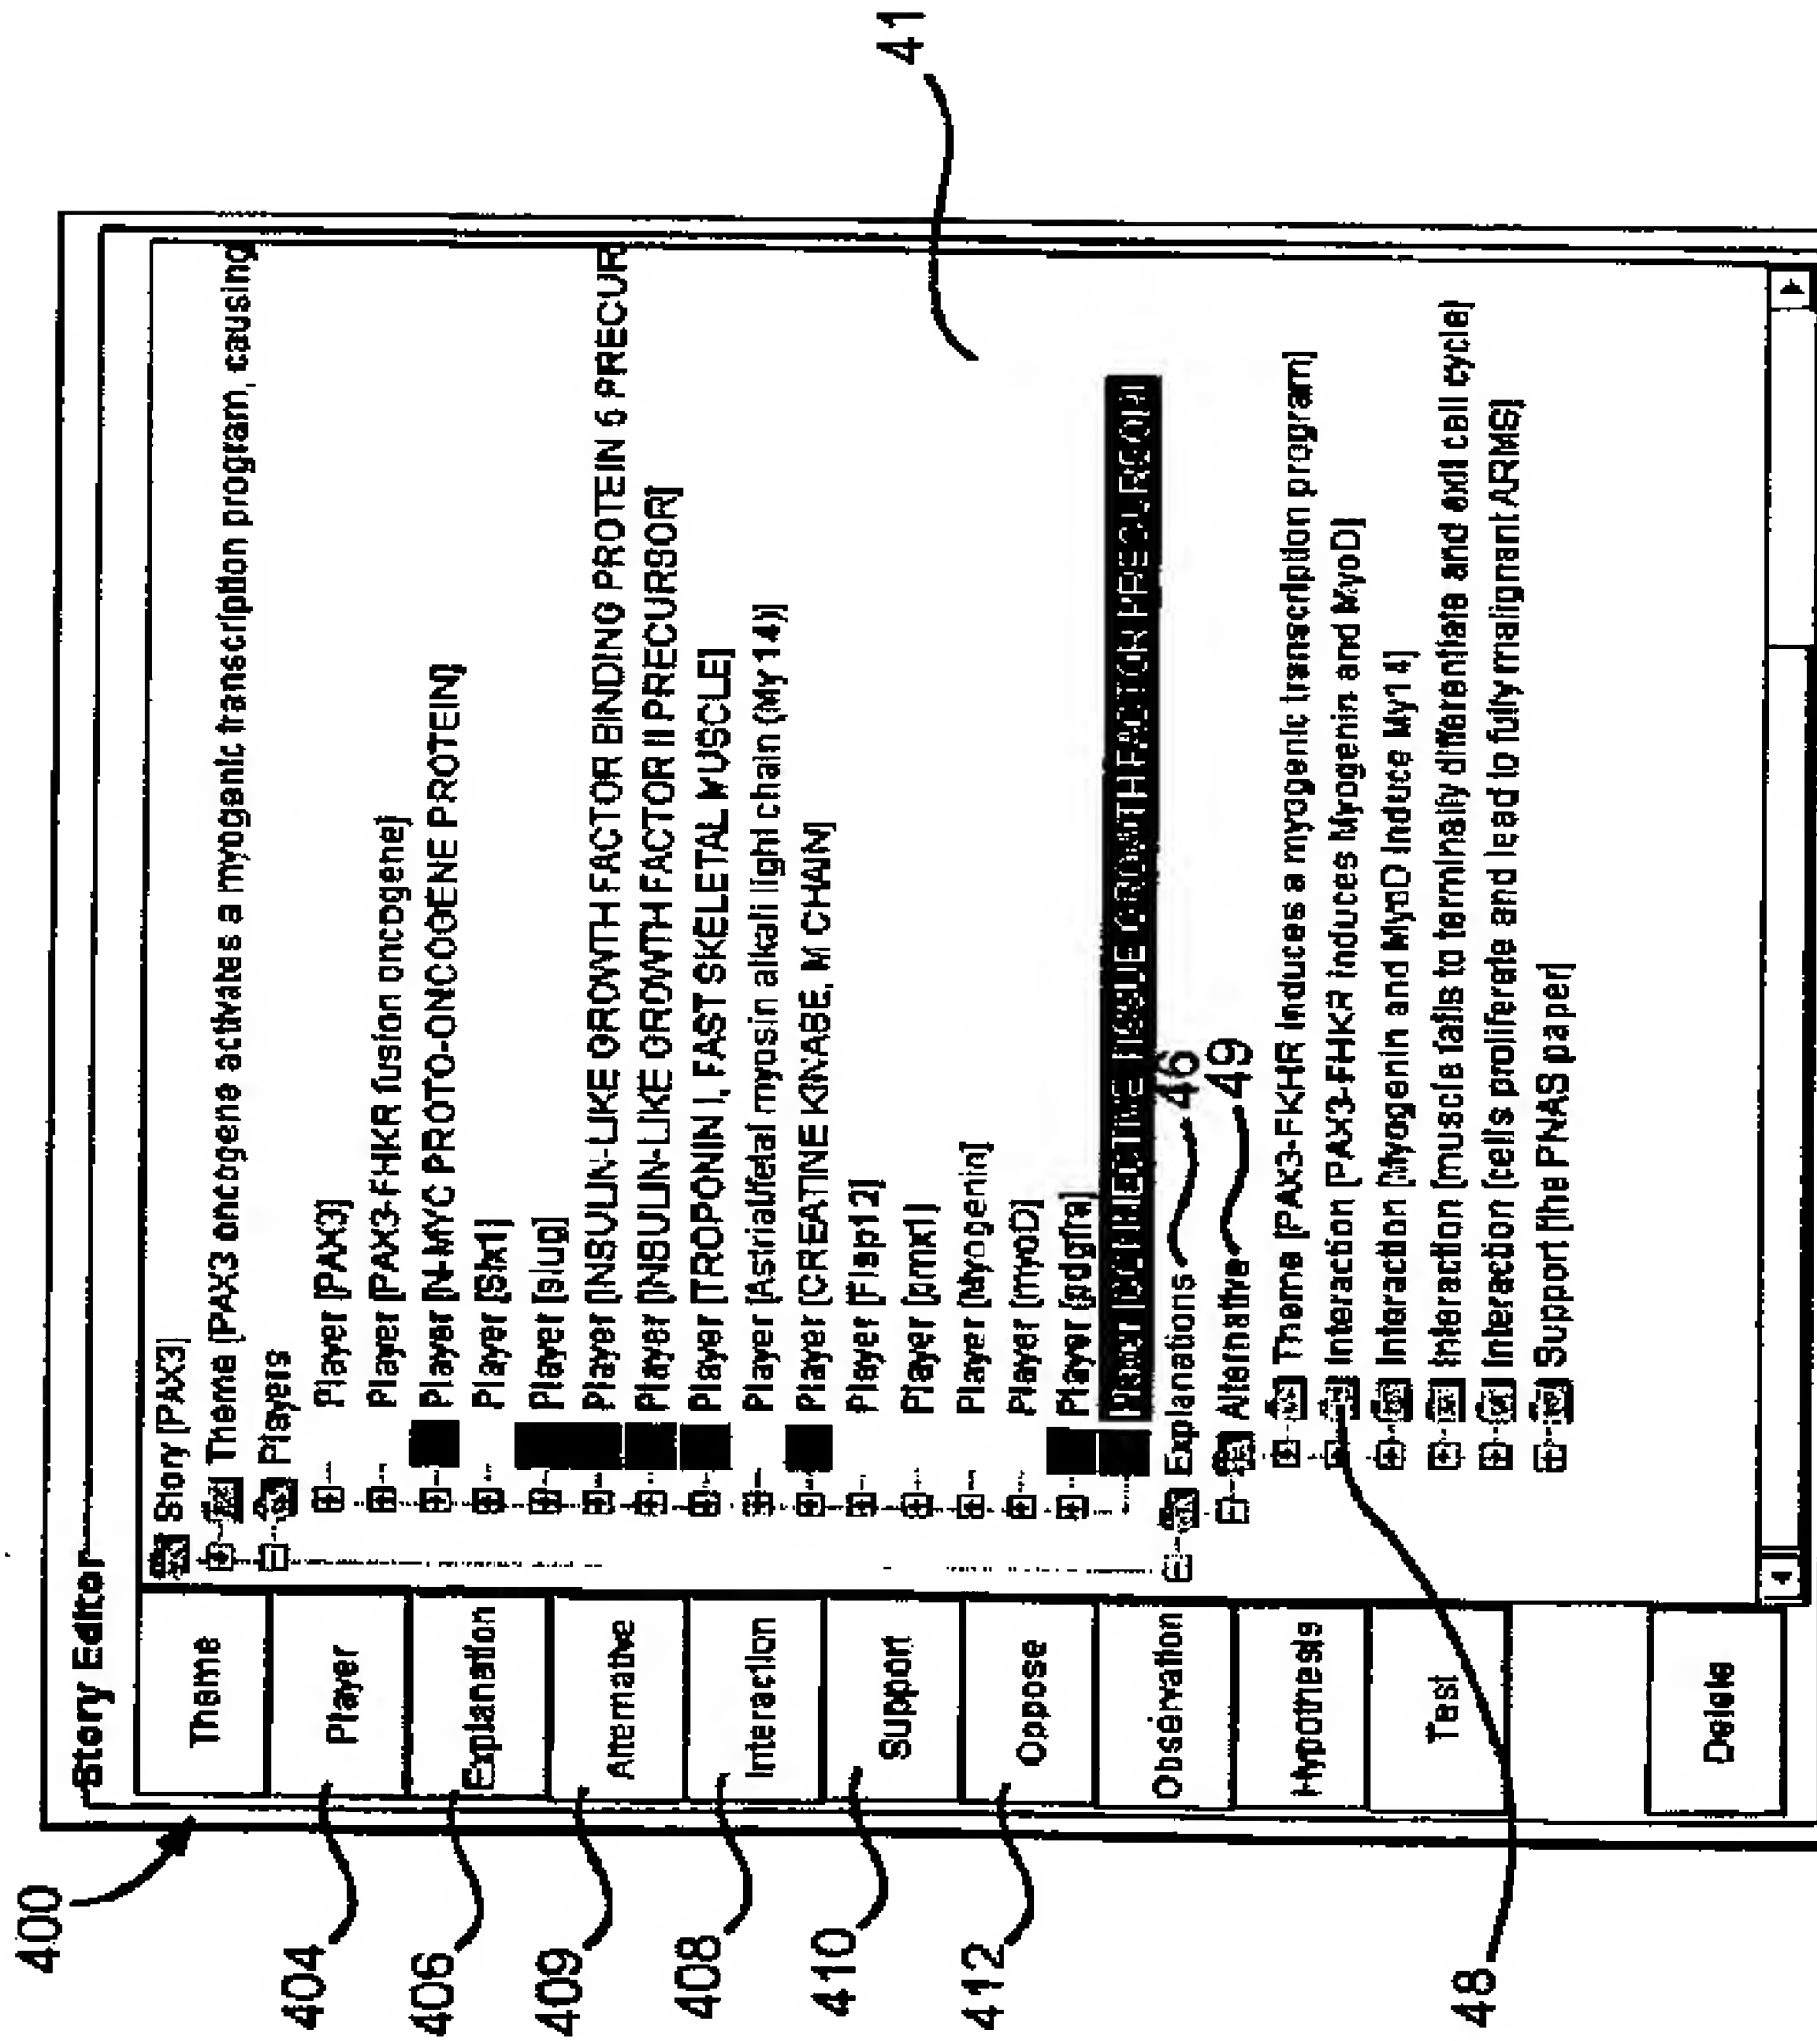 400
Story Editor
Theme
404
Player
406
Explanation
409
Alternative
408
Interaction
410
Support
412
Oppose
Observation
Hypothesis
Test
48
Delete
Story [PAX3]
Theme [PAX3 oncogene activates a myogenic transcription program, causing
Players
Player [PAX3]
Player [PAX3-FHKR fusion oncogene]
Player [N-MYC PROTO-ONCOGENE PROTEIN]
Player [Six1]
Player [slug]
Player [INSULIN-LIKE GROWTH FACTOR BINDING PROTEIN 5 PRECUR
Player [INSULIN-LIKE GROWTH FACTOR II PRECURSOR]
Player [TROPONIN I, FAST SKELETAL MUSCLE]
Player [Astrial/fetal myosin alkali light chain (My14)]
Player [CREATINE KINASE, M CHAIN]
Player
Player [pmx1]
Player [Myogenin]
Player [myoD]
Player [pdgfra]
TISSUE GROWTH FACTOR PRECURSOR]
Explanations
46
Alternative
49
Theme [PAX3-FKHR induces a myogenic transcription program]
Interaction [PAX3-FHKR induces Myogenin and MyoD]
Interaction [Myogenin and MyoD induce My14]
Interaction [muscle fails to terminally differentiate and exit cell cycle]
Interaction [cells proliferate and lead to fully malignant ARMS]
Support [the PNAS paper]
41